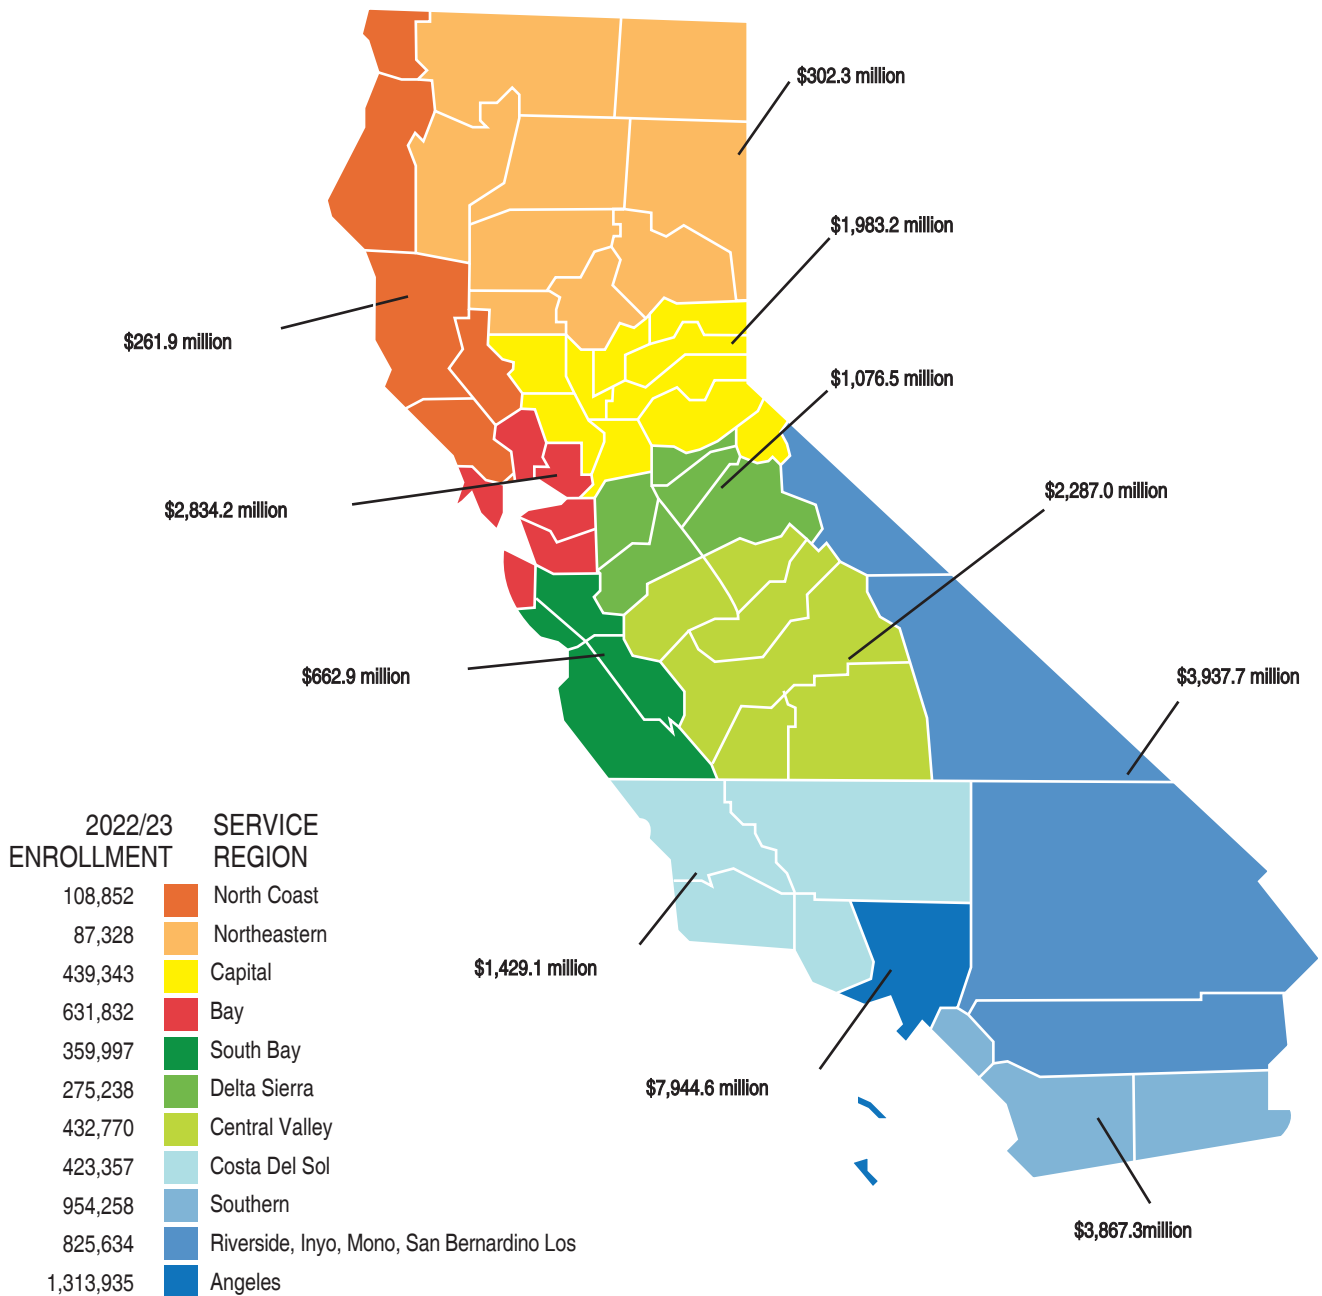 $302.3 million
$1,983.2 million
$261.9 million
$1,076.5 million
$2,834.2 million
$2,287.0 million
$662.9 million
$3,937.7 million
$1,429.1 million
$7,944.6 million
$3,867.3million
2022/23 SERVICE
ENROLLMENT REGION
108,852 North Coast
87,328 Northeastern
439,343 Capital
631,832 Bay
359,997 South Bay
275,238 Delta Sierra
432,770 Central Valley
423,357 Costa Del Sol
954,258 Southern
825,634 Riverside, Inyo, Mono, San Bernardino Los
1,313,935 Angeles